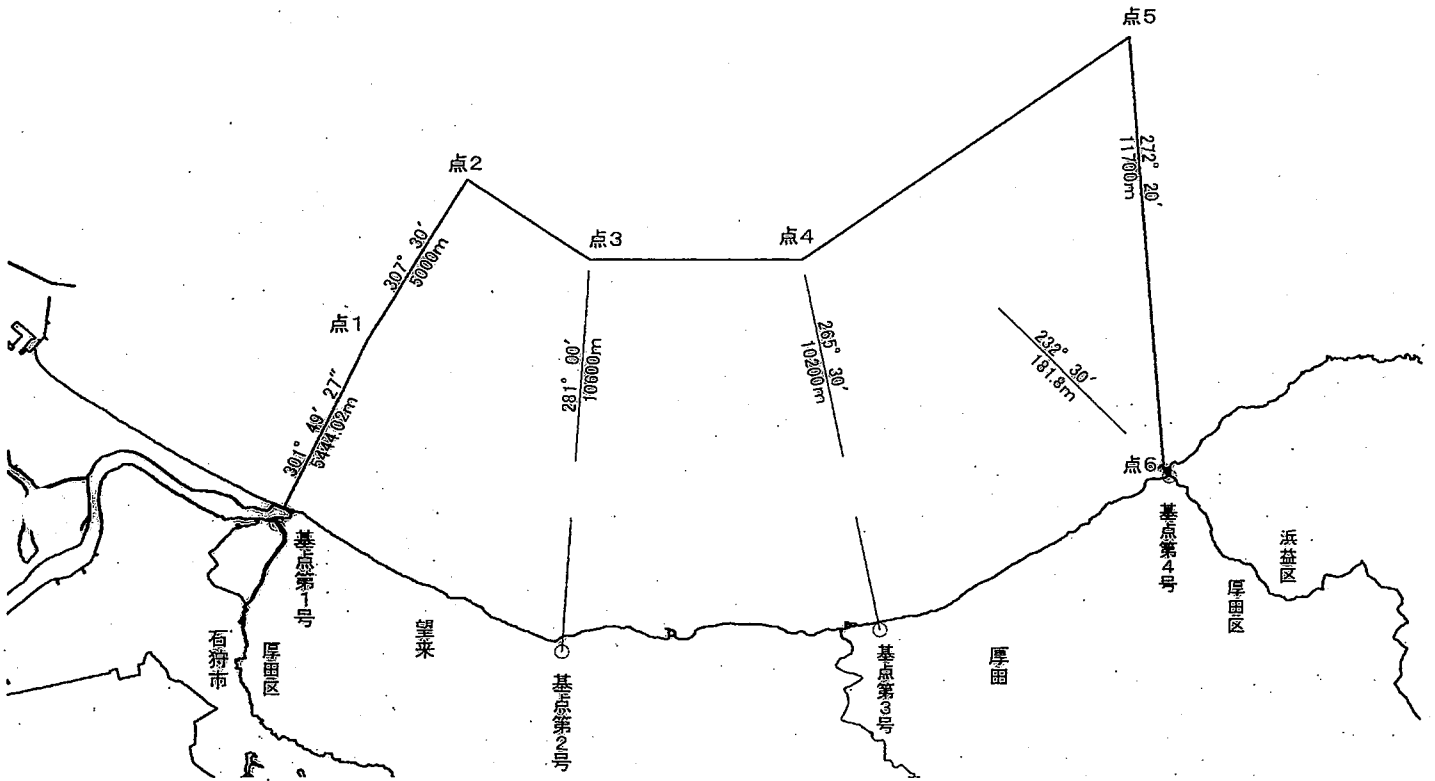 点5
点2
点3
点4
点1
307° 30′
5000m
301° 49′ 27″
5444.02m
281° 00′
10600m
265° 30′
10200m
232° 30′
181.8m
272° 20′
11700m
点6
基点第1号
基点第2号
基点第3号
基点第4号
石狩市
厚田区
望来
厚田
厚田区
浜益区